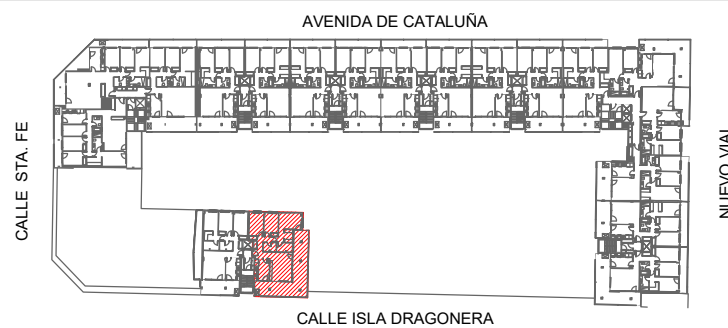 AVENIDA DE CATALUÑA
CALLE STA. FE
NUEVO VIAL
CALLE ISLA DRAGONERA